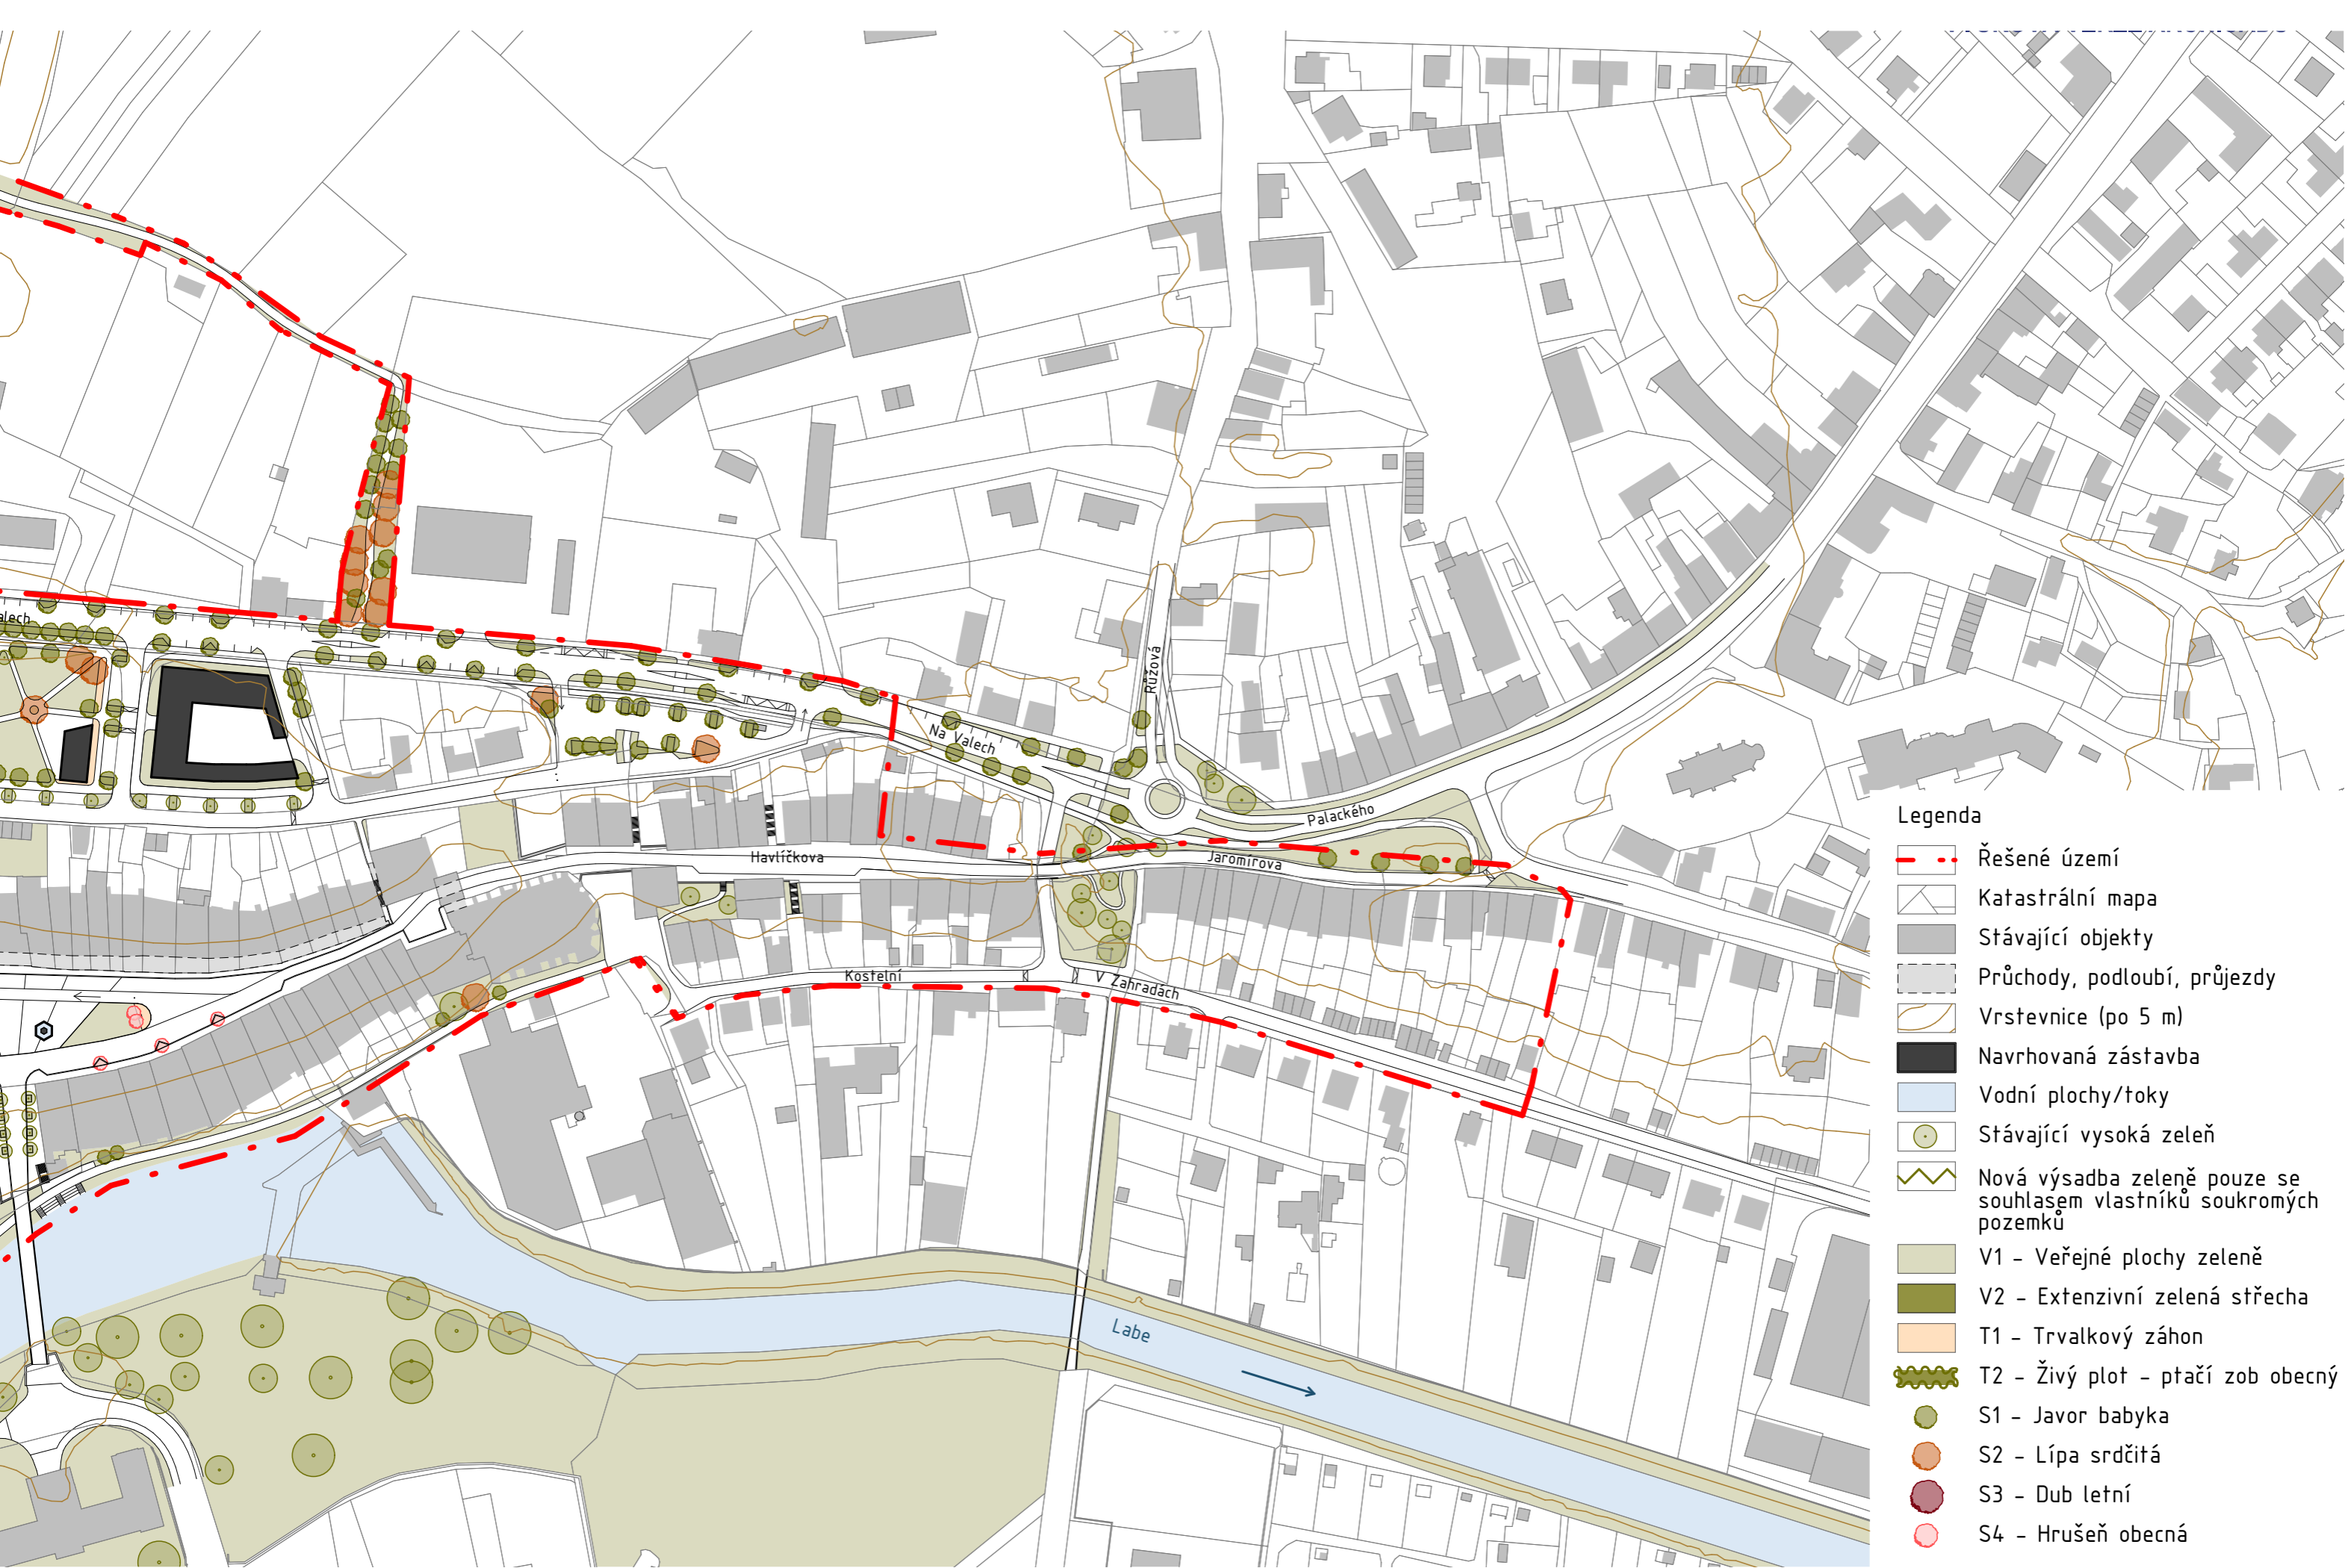 alech
Růžová
Na Valech
Palackého
Havlíčkova
Jaromírova
Kostelní
V Zahradách
Labe
Legenda
Řešené území
Katastrální mapa
Stávající objekty
Průchody, podloubí, průjezdy
Vrstevnice (po 5 m)
Navrhovaná zástavba
Vodní plochy/toky
Stávající vysoká zeleň
Nová výsadba zeleně pouze se
souhlasem vlastníků soukromých
pozemků
V1 - Veřejné plochy zeleně
V2 - Extenzivní zelená střecha
T1 - Trvalkový záhon
T2 - Živý plot - ptačí zob obecný
S1 - Javor babyka
S2 - Lípa srdčitá
S3 - Dub letní
S4 - Hrušeň obecná